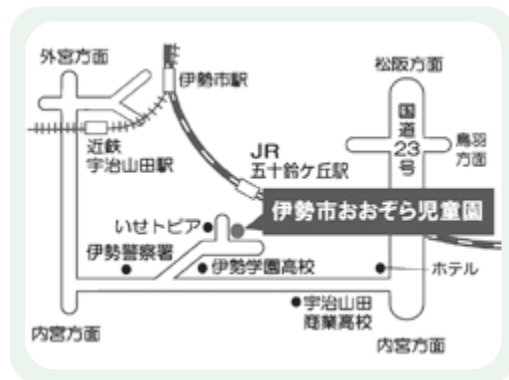 外宮方面
伊勢市駅
松阪方面
国道23号
鳥羽
方面
近鉄
宇治山田駅
JR
五十鈴ケ丘駅
伊勢市おおぞら児童園
いせトピア
伊勢警察署
伊勢学園高校
ホテル
宇治山田
商業高校
内宮方面
内宮方面